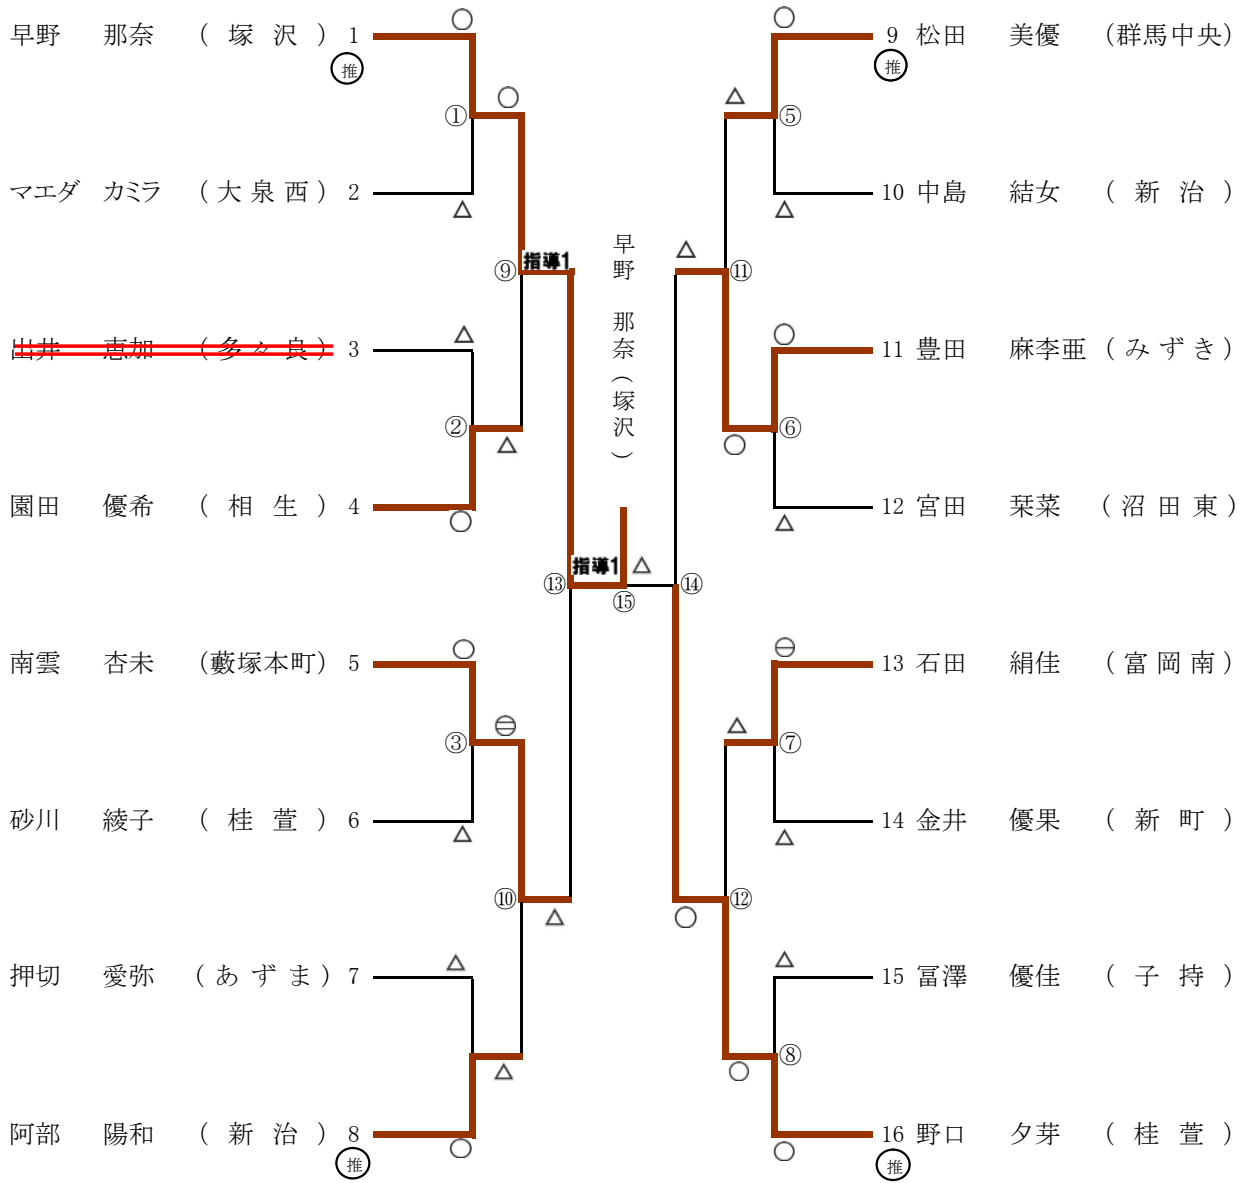 早野 那奈 (塚沢) 1
推
マエダ カミラ (大泉西) 2
出井 恵加 (多々良) 3
園田 優希 (相生) 4
南雲 杏未 (藪塚本町) 5
砂川 綾子 (桂萱) 6
押切 愛弥 (あずま) 7
阿部 陽和 (新治) 8
推
①
②
③
⑨
指導1
⑩
⑬
指導1
⑮
早野 那奈(塚沢)
⑭
⑪
⑫
⑤
⑥
⑦
⑧
9 松田 美優 (群馬中央)
推
10 中島 結女 (新治)
11 豊田 麻李亜 (みずき)
12 宮田 栞菜 (沼田東)
13 石田 絹佳 (富岡南)
14 金井 優果 (新町)
15 冨澤 優佳 (子持)
16 野口 夕芽 (桂萱)
推